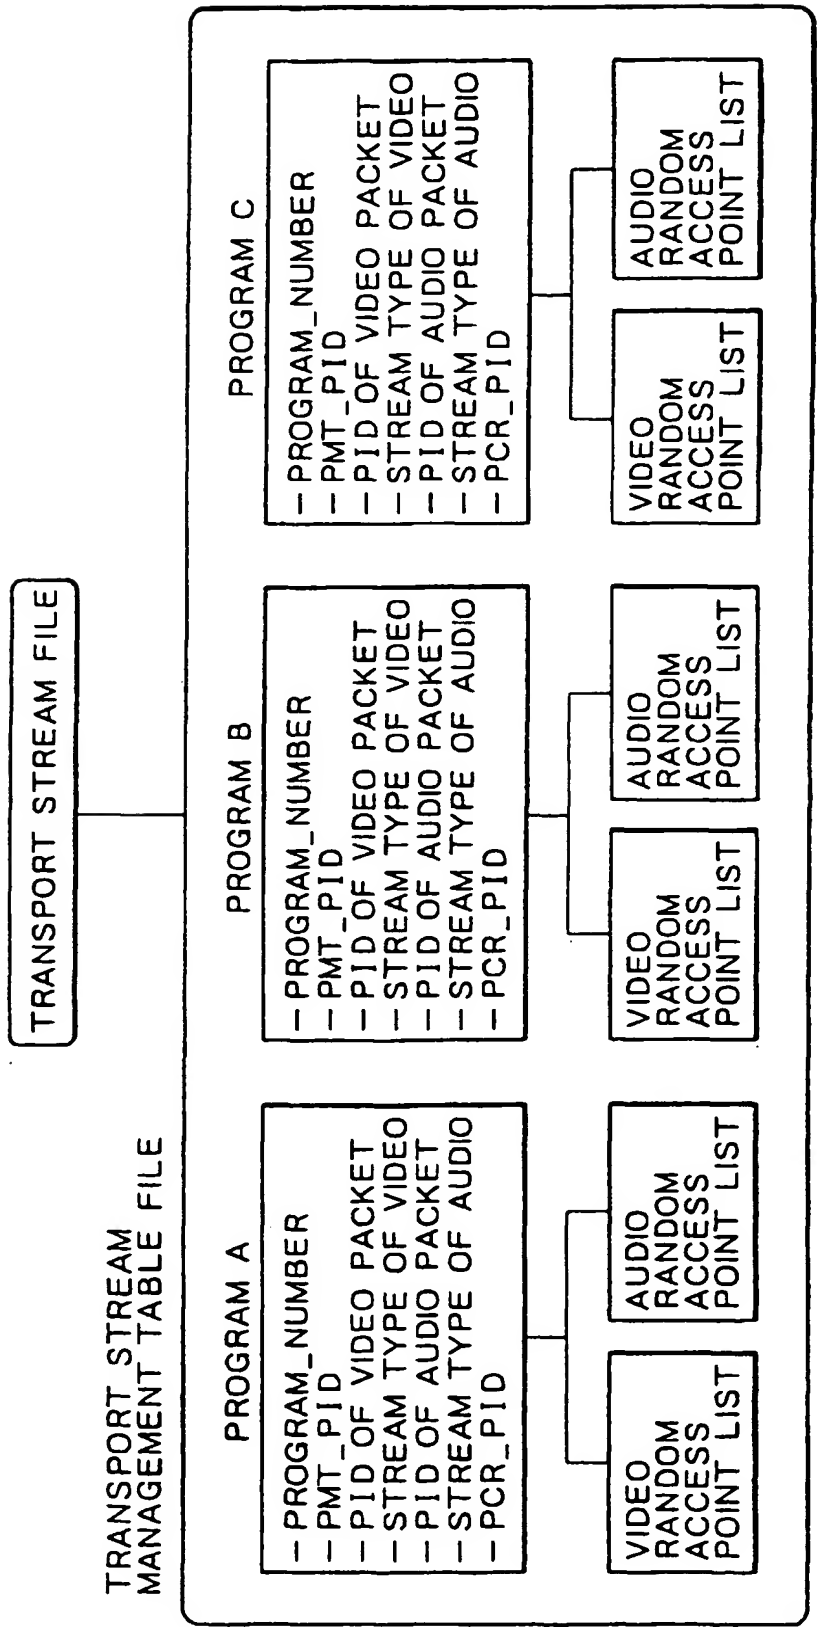 TRANSPORT STREAM FILE
TRANSPORT STREAM
MANAGEMENT TABLE FILE
PROGRAM A
– PROGRAM_NUMBER
– PMT_PID
– PID OF VIDEO PACKET
– STREAM TYPE OF VIDEO
– PID OF AUDIO PACKET
– STREAM TYPE OF AUDIO
– PCR_PID
VIDEO
RANDOM
ACCESS
POINT LIST
AUDIO
RANDOM
ACCESS
POINT LIST
PROGRAM B
– PROGRAM_NUMBER
– PMT_PID
– PID OF VIDEO PACKET
– STREAM TYPE OF VIDEO
– PID OF AUDIO PACKET
– STREAM TYPE OF AUDIO
– PCR_PID
VIDEO
RANDOM
ACCESS
POINT LIST
AUDIO
RANDOM
ACCESS
POINT LIST
PROGRAM C
– PROGRAM_NUMBER
– PMT_PID
– PID OF VIDEO PACKET
– STREAM TYPE OF VIDEO
– PID OF AUDIO PACKET
– STREAM TYPE OF AUDIO
– PCR_PID
VIDEO
RANDOM
ACCESS
POINT LIST
AUDIO
RANDOM
ACCESS
POINT LIST